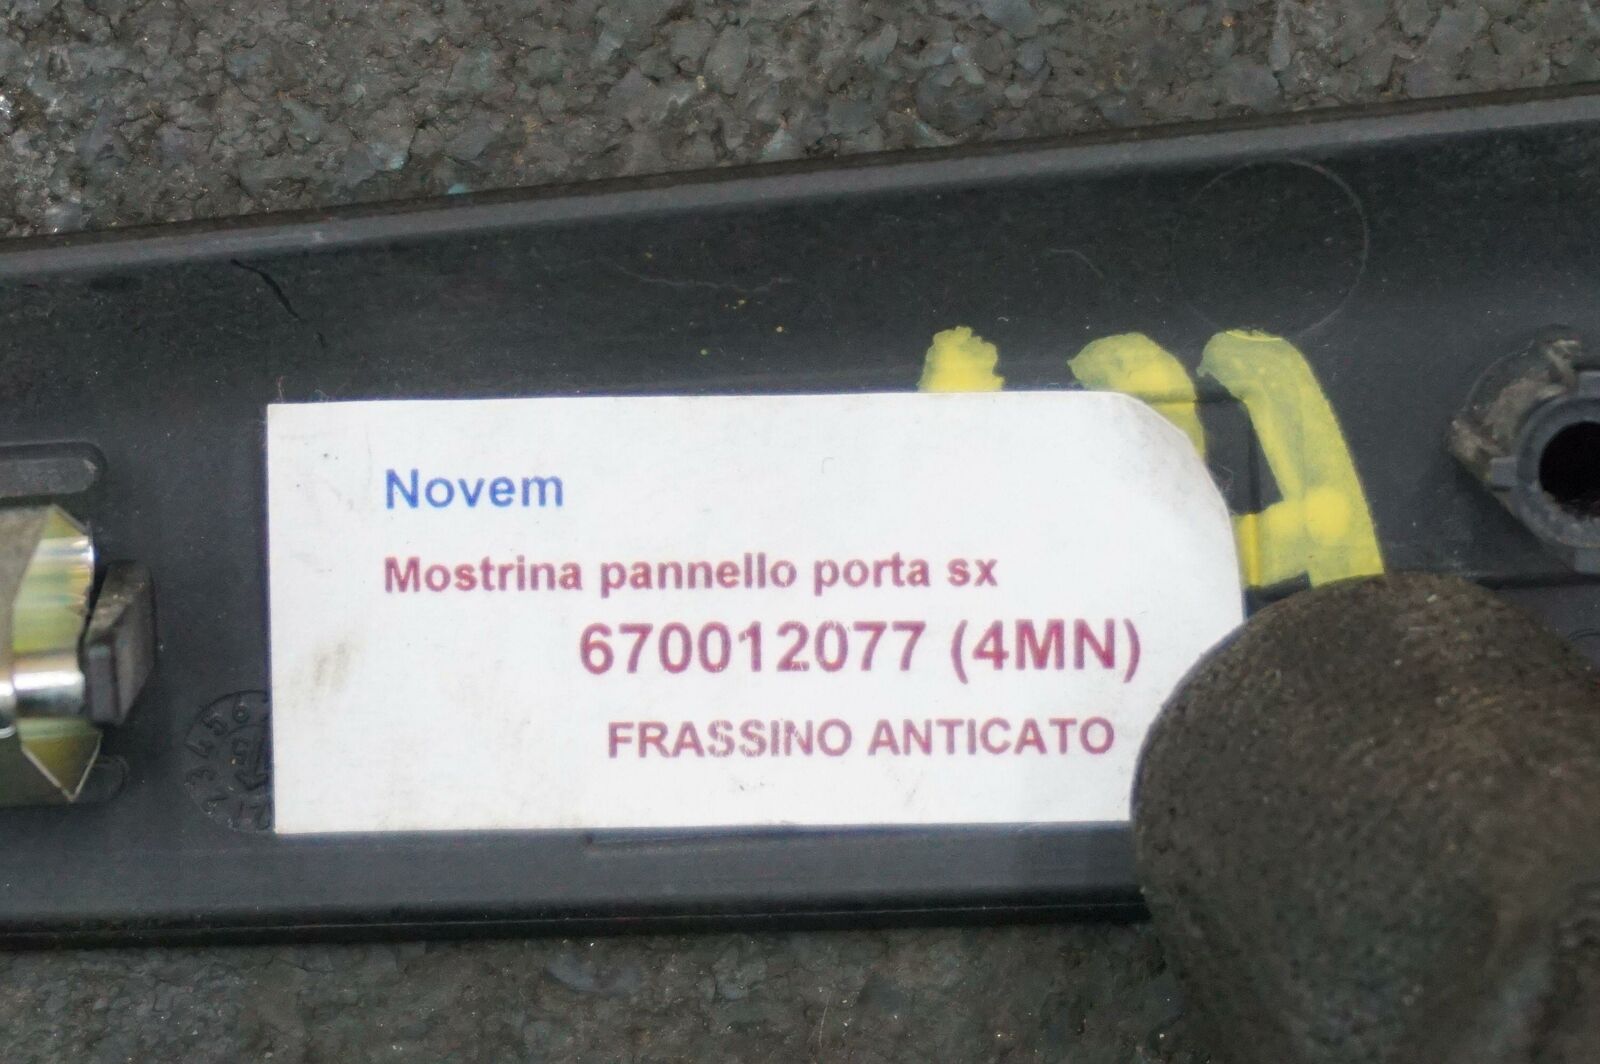 Novem
Mostrina pannello porta sx
670012077 (4MN)
FRASSINO ANTICATO